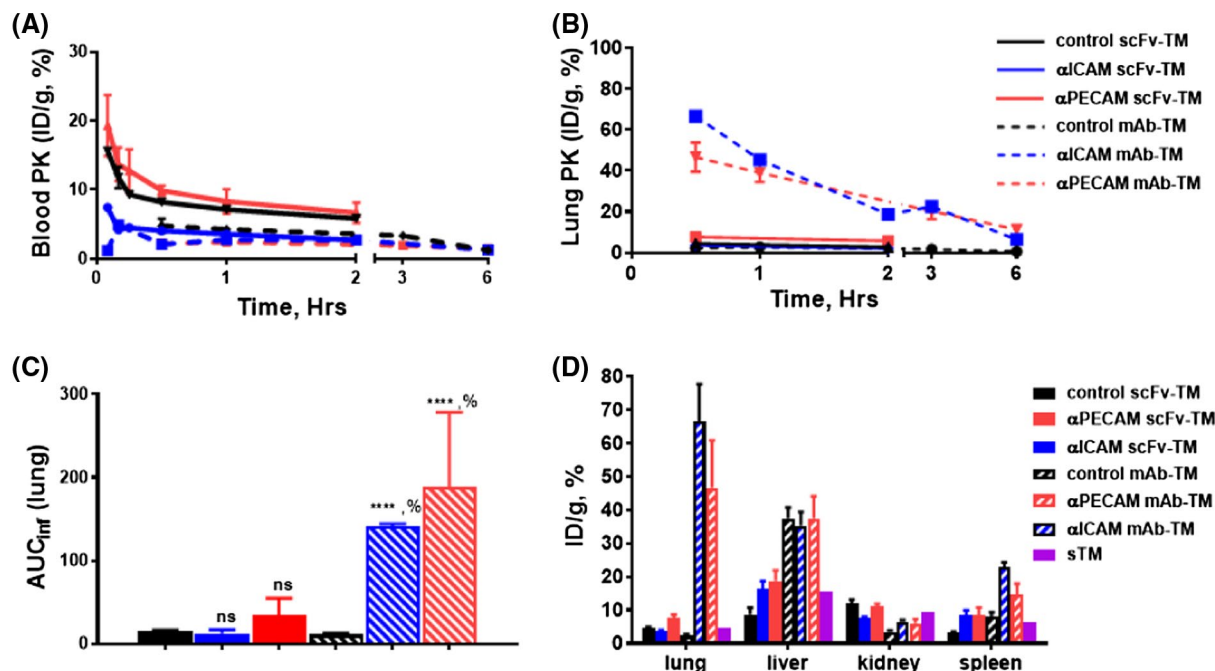 (A)
30
20
10
0
Blood PK (ID/g, %)
0 1 2 3 6
Time, Hrs
(B)
100
80
60
40
20
0
Lung PK (ID/g, %)
0 1 2 3 6
Time, Hrs
control scFv-TM
αICAM scFv-TM
αPECAM scFv-TM
control mAb-TM
αICAM mAb-TM
αPECAM mAb-TM
(C)
300
200
100
0
AUCinf (lung)
ns
ns
****,%
****,%
(D)
80
70
60
50
40
30
20
10
0
ID/g, %
lung liver kidney spleen
control scFv-TM
αPECAM scFv-TM
αICAM scFv-TM
control mAb-TM
αPECAM mAb-TM
αICAM mAb-TM
sTM